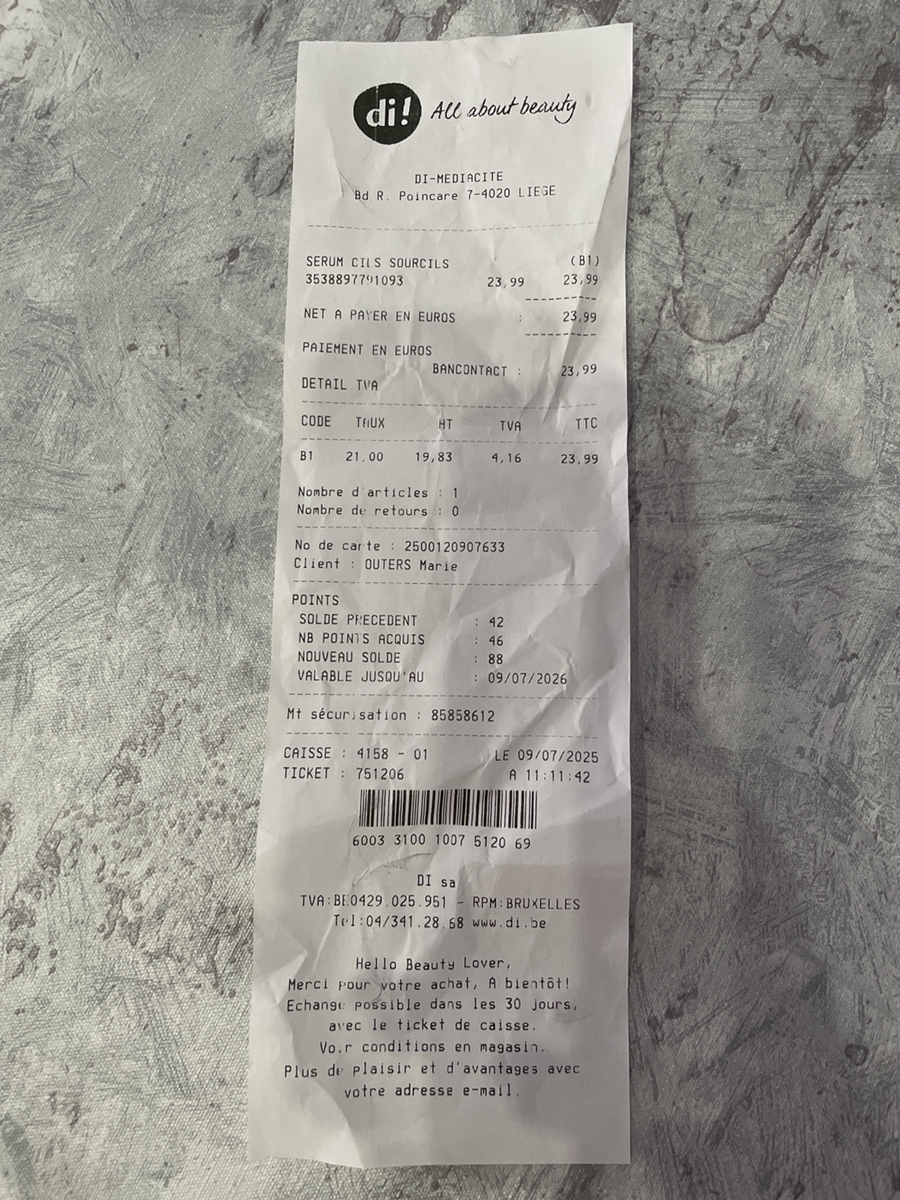 di! All about beauty
DI-MEDIACITE
Bd R. Poincare 7-4020 LIEGE
SERUM CILS SOURCILS (B1)
3538897791093 23,99 23,99
NET A PAYER EN EUROS : 23,99
PAIEMENT EN EUROS
BANCONTACT : 23,99
DETAIL TVA
CODE TAUX HT TVA TTC
B1 21.00 19,83 4,16 23,99
Nombre d'articles : 1
Nombre de retours : 0
No de carte : 2500120907633
Client : OUTERS Marie
POINTS
SOLDE PRECEDENT : 42
NB POINTS ACQUIS : 46
NOUVEAU SOLDE : 88
VALABLE JUSQU'AU : 09/07/2026
Mt sécurisation : 85858612
CAISSE : 4158 - 01 LE 09/07/2025
TICKET : 751206 A 11:11:42
6003 3100 1007 5120 69
DI sa
TVA:BE0429.025.951 - RPM:BRUXELLES
Tel:04/341.28.68 www.di.be
Hello Beauty Lover,
Merci pour votre achat, A bientôt!
Echange possible dans les 30 jours,
avec le ticket de caisse.
Voir conditions en magasin.
Plus de plaisir et d'avantages avec
votre adresse e-mail.